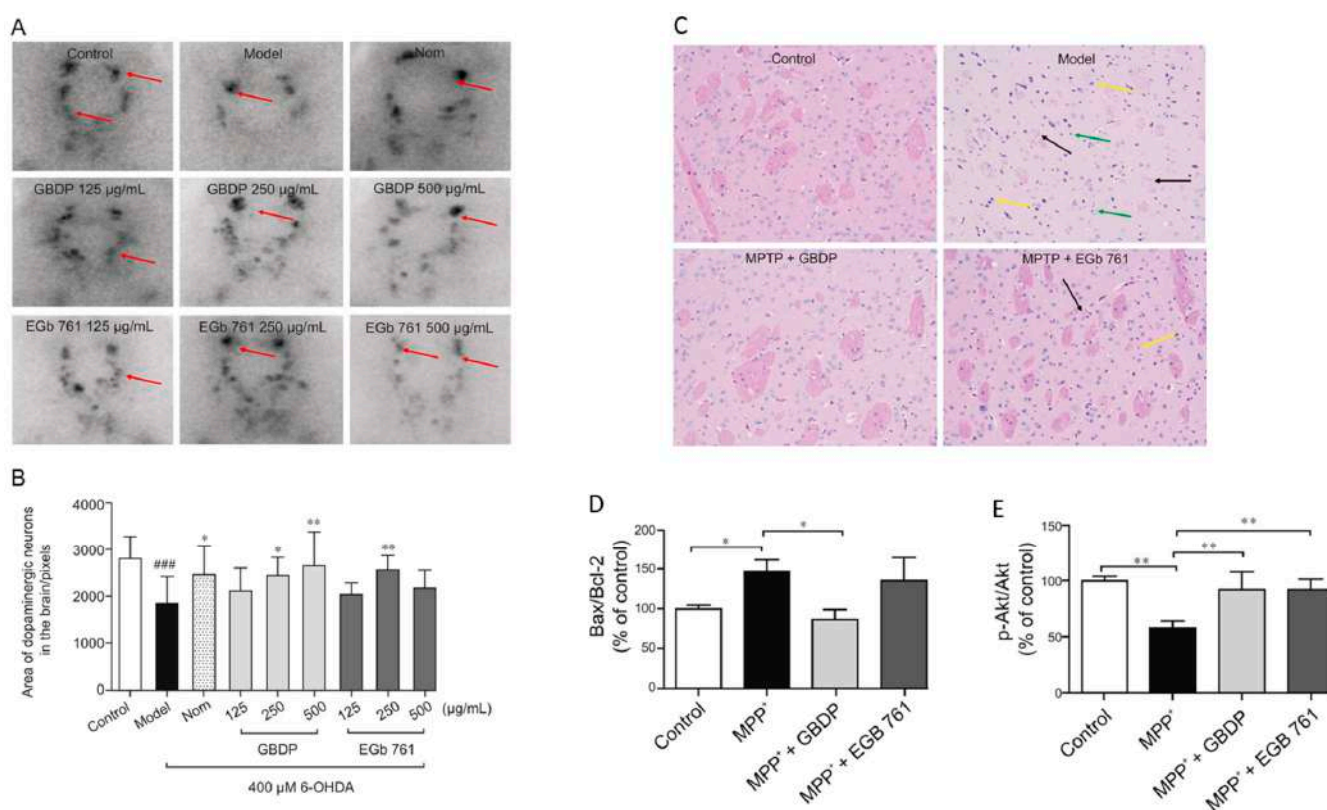 A
Control
Model
Nom
GBDP 125 µg/mL
GBDP 250 µg/mL
GBDP 500 µg/mL
EGb 761 125 µg/mL
EGb 761 250 µg/mL
EGb 761 500 µg/mL
B
Area of dopaminergic neurons
in the brain/pixels
4000
3000
2000
1000
0
###
*
*
**
**
Control
Model
Nom
125
250
500
125
250
500
(µg/mL)
GBDP
EGb 761
400 µM 6-OHDA
C
Control
Model
MPTP + GBDP
MPTP + EGb 761
D
Bax/Bcl-2
(% of control)
200
150
100
50
0
*
*
Control
MPP+
MPP+ + GBDP
MPP+ + EGB 761
E
p-Akt/Akt
(% of control)
150
100
50
0
**
++
**
Control
MPP+
MPP+ + GBDP
MPP+ + EGB 761